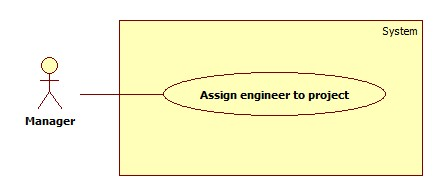 System
Assign engineer to project
Manager